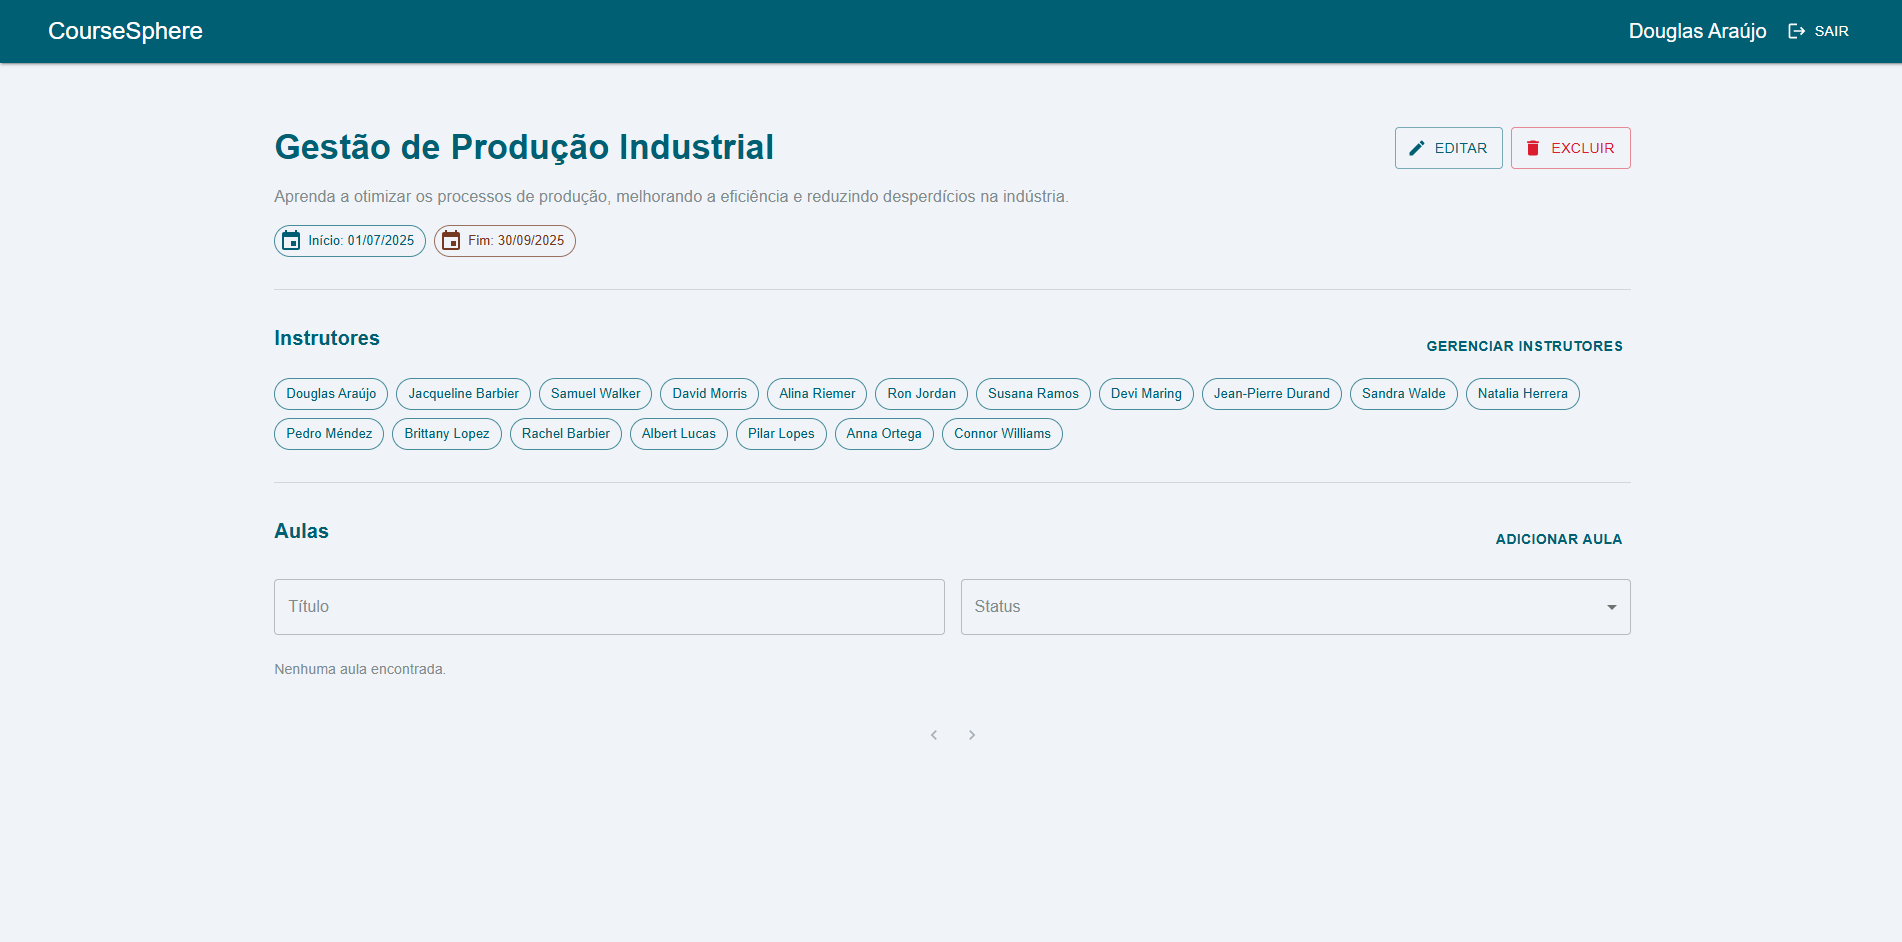 CourseSphere
Douglas Araújo
SAIR
Gestão de Produção Industrial
EDITAR
EXCLUIR
Aprenda a otimizar os processos de produção, melhorando a eficiência e reduzindo desperdícios na indústria.
Início: 01/07/2025
Fim: 30/09/2025
Instrutores
GERENCIAR INSTRUTORES
Douglas Araújo
Jacqueline Barbier
Samuel Walker
David Morris
Alina Riemer
Ron Jordan
Susana Ramos
Devi Maring
Jean-Pierre Durand
Sandra Walde
Natalia Herrera
Pedro Méndez
Brittany Lopez
Rachel Barbier
Albert Lucas
Pilar Lopes
Anna Ortega
Connor Williams
Aulas
ADICIONAR AULA
Título
Status
Nenhuma aula encontrada.